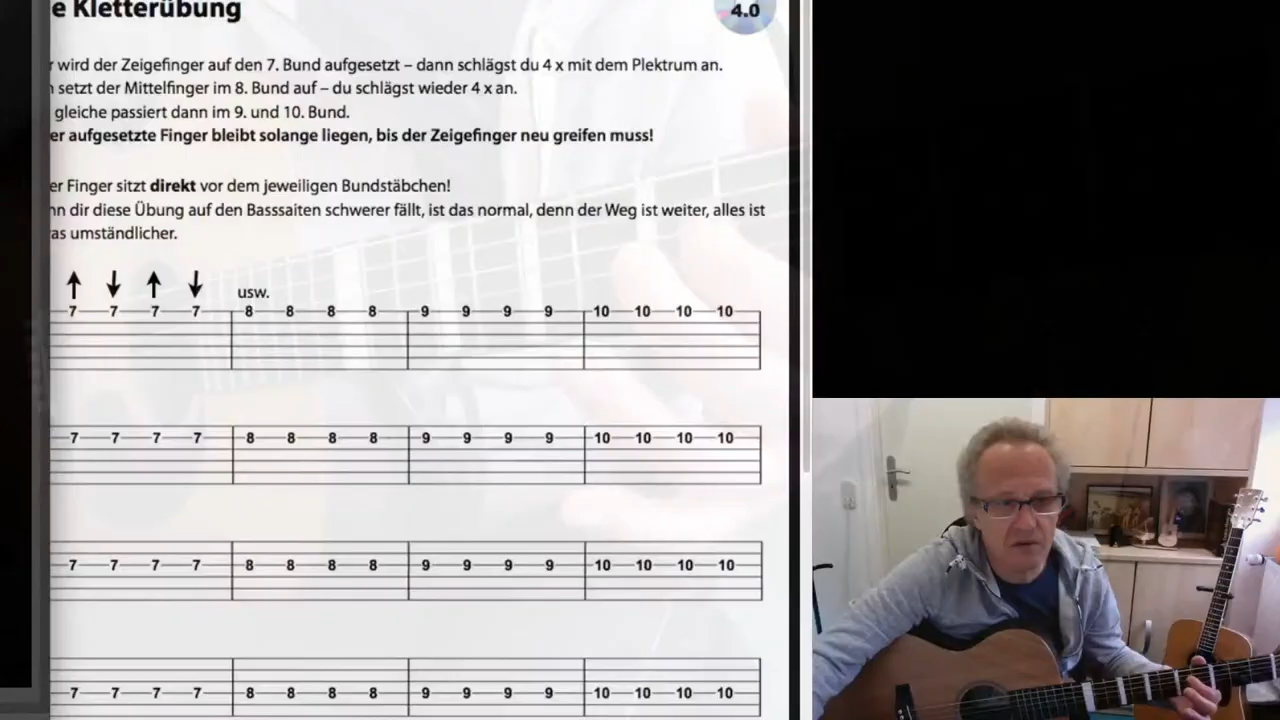 e Kletterübung
4.0
r wird der Zeigefinger auf den 7. Bund aufgesetzt – dann schlägst du 4 x mit dem Plektrum an.
n setzt der Mittelfinger im 8. Bund auf – du schlägst wieder 4 x an.
gleiche passiert dann im 9. und 10. Bund.
er aufgesetzte Finger bleibt solange liegen, bis der Zeigefinger neu greifen muss!
er Finger sitzt direkt vor dem jeweiligen Bundstäbchen!
nn dir diese Übung auf den Basssaiten schwerer fällt, ist das normal, denn der Weg ist weiter, alles ist
as umständlicher.
usw.
7 7 7 7 8 8 8 8 9 9 9 9 10 10 10 10
7 7 7 7 8 8 8 8 9 9 9 9 10 10 10 10
7 7 7 7 8 8 8 8 9 9 9 9 10 10 10 10
7 7 7 7 8 8 8 8 9 9 9 9 10 10 10 10